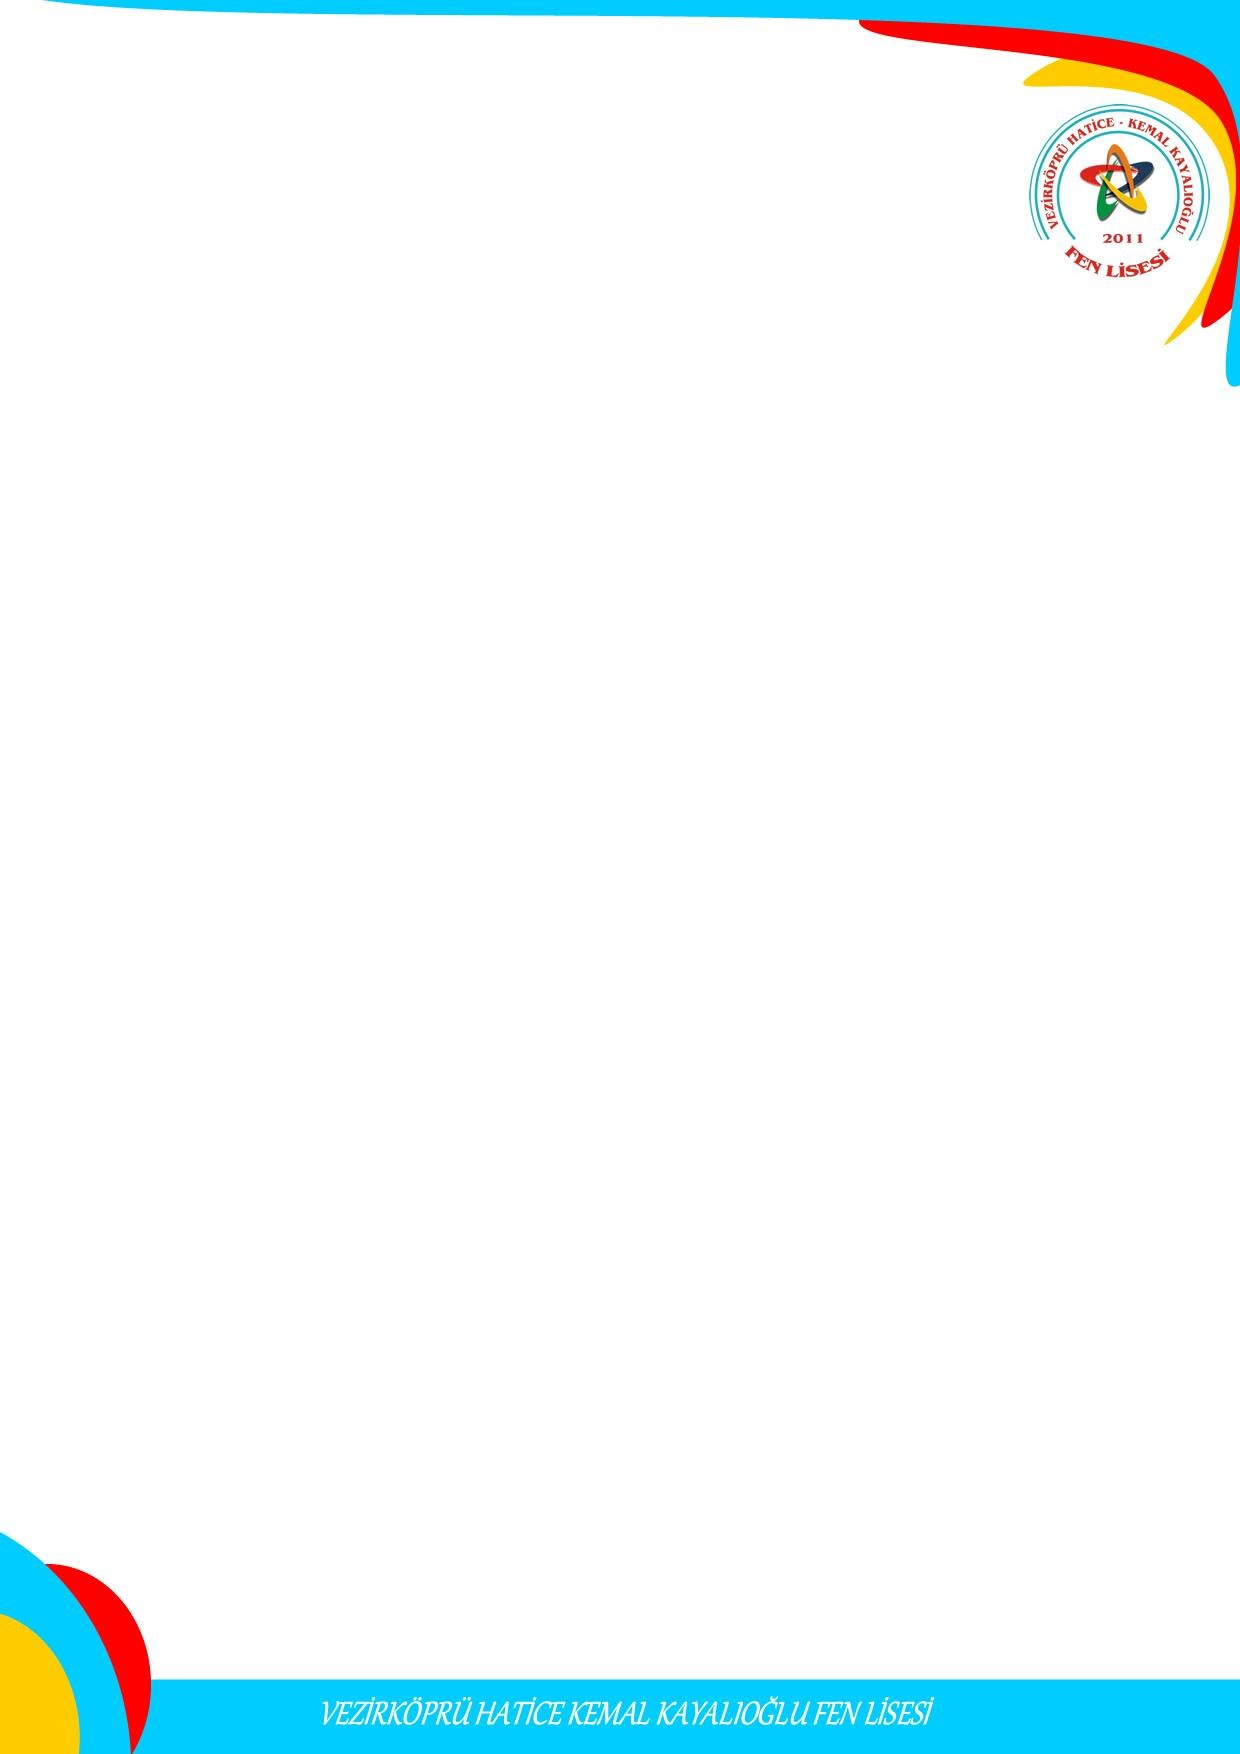 VEZİRKÖPRÜ HATİCE - KEMAL KAYALIOĞLU
2011
FEN LİSESİ
VEZİRKÖPRÜ HATİCE KEMAL KAYALIOĞLU FEN LİSESİ